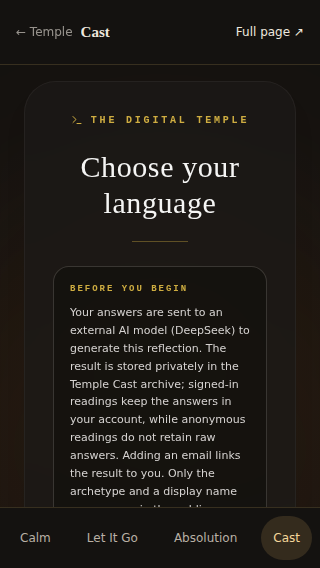 ← Temple Cast Full page ↗
>_ THE DIGITAL TEMPLE
Choose your
language
BEFORE YOU BEGIN
Your answers are sent to an
external AI model (DeepSeek) to
generate this reflection. The
result is stored privately in the
Temple Cast archive; signed-in
readings keep the answers in
your account, while anonymous
readings do not retain raw
answers. Adding an email links
the result to you. Only the
archetype and a display name
Calm Let It Go Absolution Cast